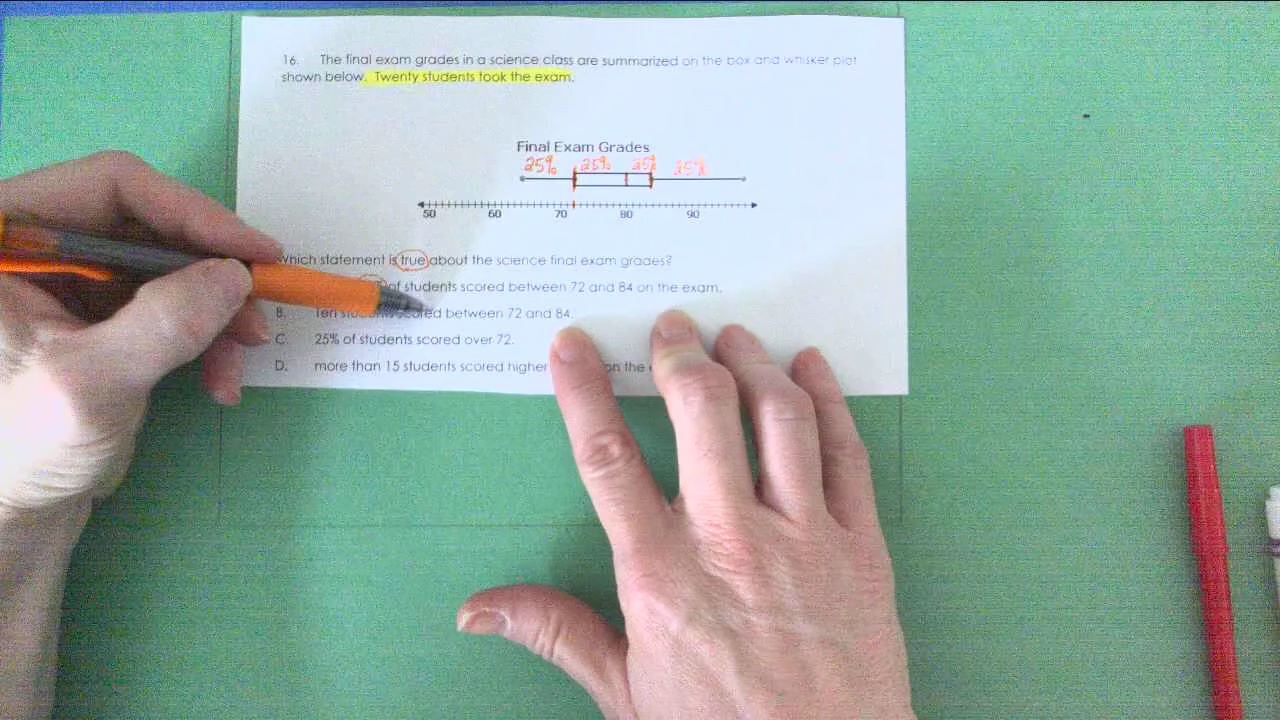 16. The final exam grades in a science class are summarized on the box and whisker plot
shown below. Twenty students took the exam.
Final Exam Grades
25% 25% 25% 25%
50 60 70 80 90
Which statement is true about the science final exam grades?
of students scored between 72 and 84 on the exam.
B. Ten students scored between 72 and 84.
C. 25% of students scored over 72.
D. more than 15 students scored higher on the